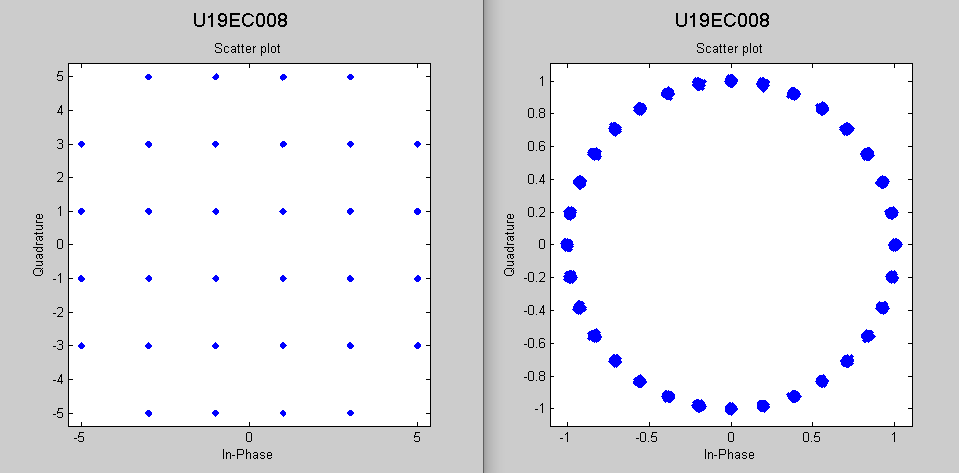 U19EC008
Scatter plot
5
4
3
2
1
0
-1
-2
-3
-4
-5
Quadrature
-5 0 5
In-Phase
U19EC008
Scatter plot
1
0.8
0.6
0.4
0.2
0
-0.2
-0.4
-0.6
-0.8
-1
Quadrature
-1 -0.5 0 0.5 1
In-Phase